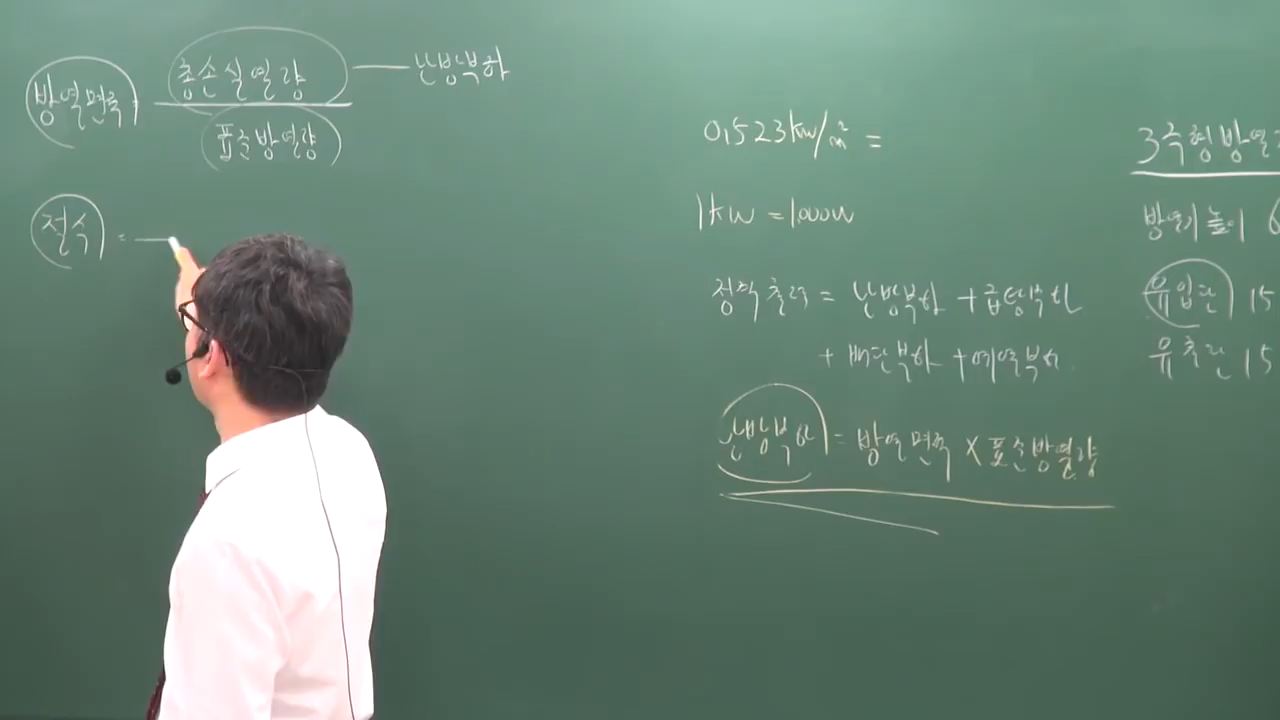 방열면적 = 총손실열량 / 표준방열량 — 난방부하
절수 =
0.523kw/m² =
1kw = 1,000w
정격출력 = 난방부하 + 급탕부하
+ 배관부하 + 예열부하
난방부하 = 방열면적 × 표준방열량
3주형 방열
방열기 높이 6
유입관 15
유출관 15